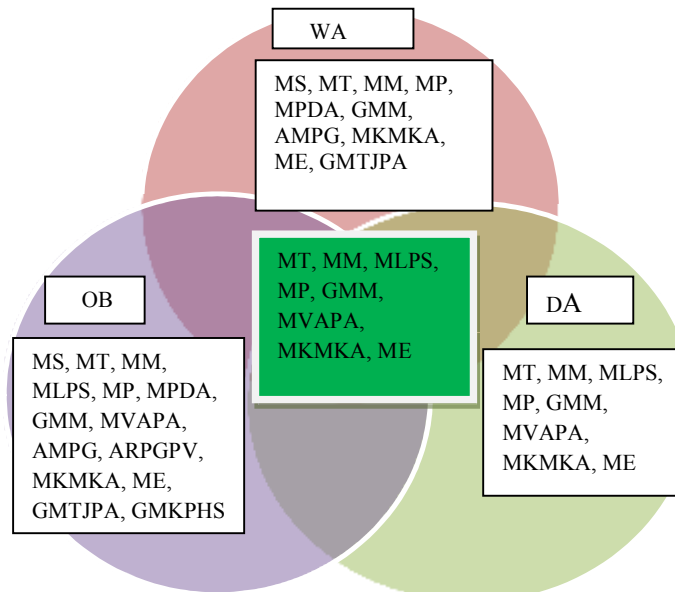 WA
MS, MT, MM, MP,
MPDA, GMM,
AMPG, MKMKA,
ME, GMTJPA
MT, MM, MLPS,
MP, GMM,
MVAPA,
MKMKA, ME
OB
MS, MT, MM,
MLPS, MP, MPDA,
GMM, MVAPA,
AMPG, ARPGPV,
MKMKA, ME,
GMTJPA, GMKPHS
DA
MT, MM, MLPS,
MP, GMM,
MVAPA,
MKMKA, ME